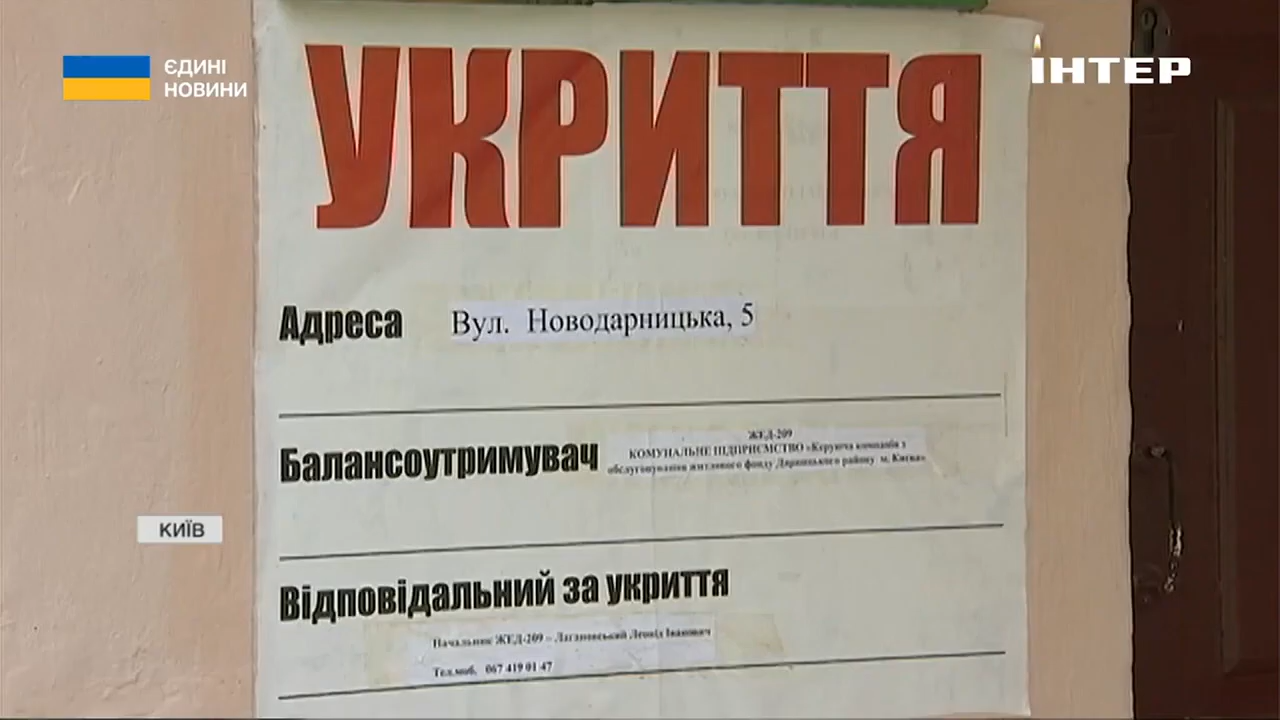 ЄДИНІ
НОВИНИ
ІНТЕР
УКРИТТЯ
Адреса Вул. Новодарницька, 5
Балансоутримувач
ЖЕД-209
КОМУНАЛЬНЕ ПІДПРИЄМСТВО «Керуюча компанія з
обслуговування житлового фонду Дарницького району м. Києва»
КИЇВ
Відповідальний за укриття
Начальник ЖЕД-209 – Лагановський Леонід Іванович
Тел.моб. 067 419 01 47